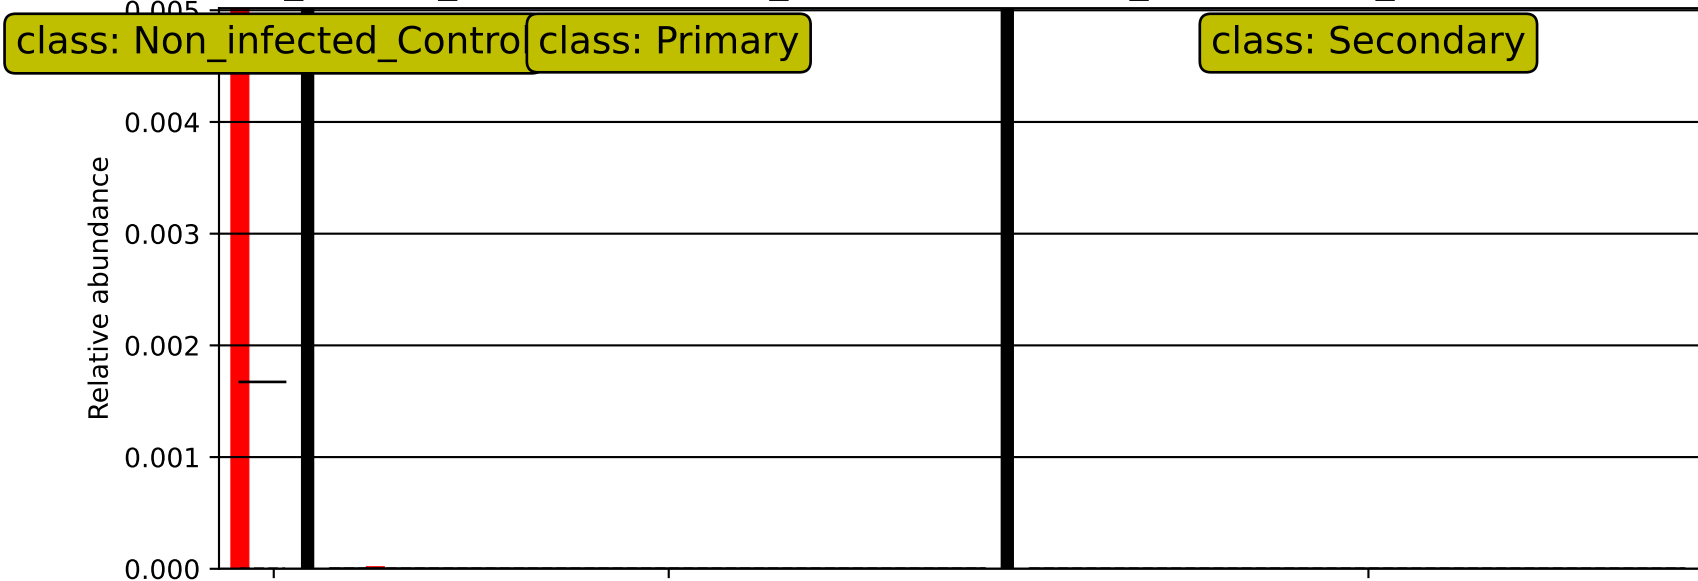 0.005
class: Non_infected_Contro
class: Primary
class: Secondary
0.004
0.003
0.002
0.001
0.000
Relative abundance